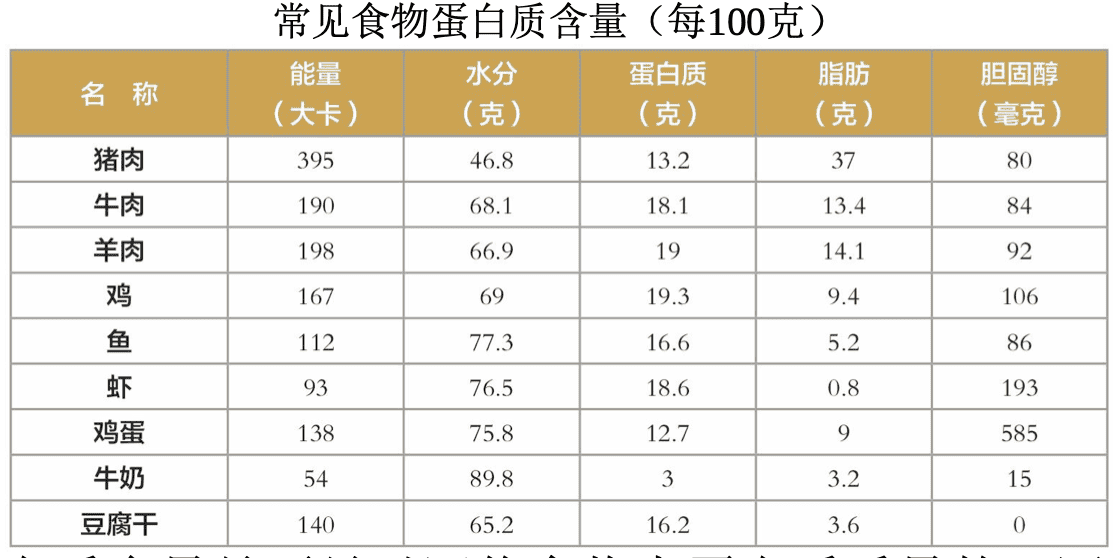 常见食物蛋白质含量（每100克）
名 称 能量（大卡） 水分（克） 蛋白质（克） 脂肪（克） 胆固醇（毫克）
猪肉 395 46.8 13.2 37 80
牛肉 190 68.1 18.1 13.4 84
羊肉 198 66.9 19 14.1 92
鸡 167 69 19.3 9.4 106
鱼 112 77.3 16.6 5.2 86
虾 93 76.5 18.6 0.8 193
鸡蛋 138 75.8 12.7 9 585
牛奶 54 89.8 3 3.2 15
豆腐干 140 65.2 16.2 3.6 0